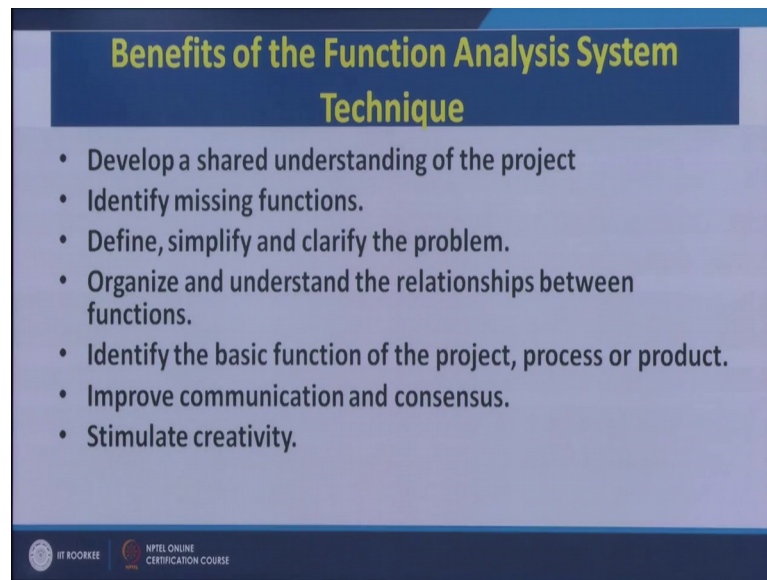 Benefits of the Function Analysis System
Technique
• Develop a shared understanding of the project
• Identify missing functions.
• Define, simplify and clarify the problem.
• Organize and understand the relationships between
functions.
• Identify the basic function of the project, process or product.
• Improve communication and consensus.
• Stimulate creativity.
IIT ROORKEE
NPTEL ONLINE
CERTIFICATION COURSE